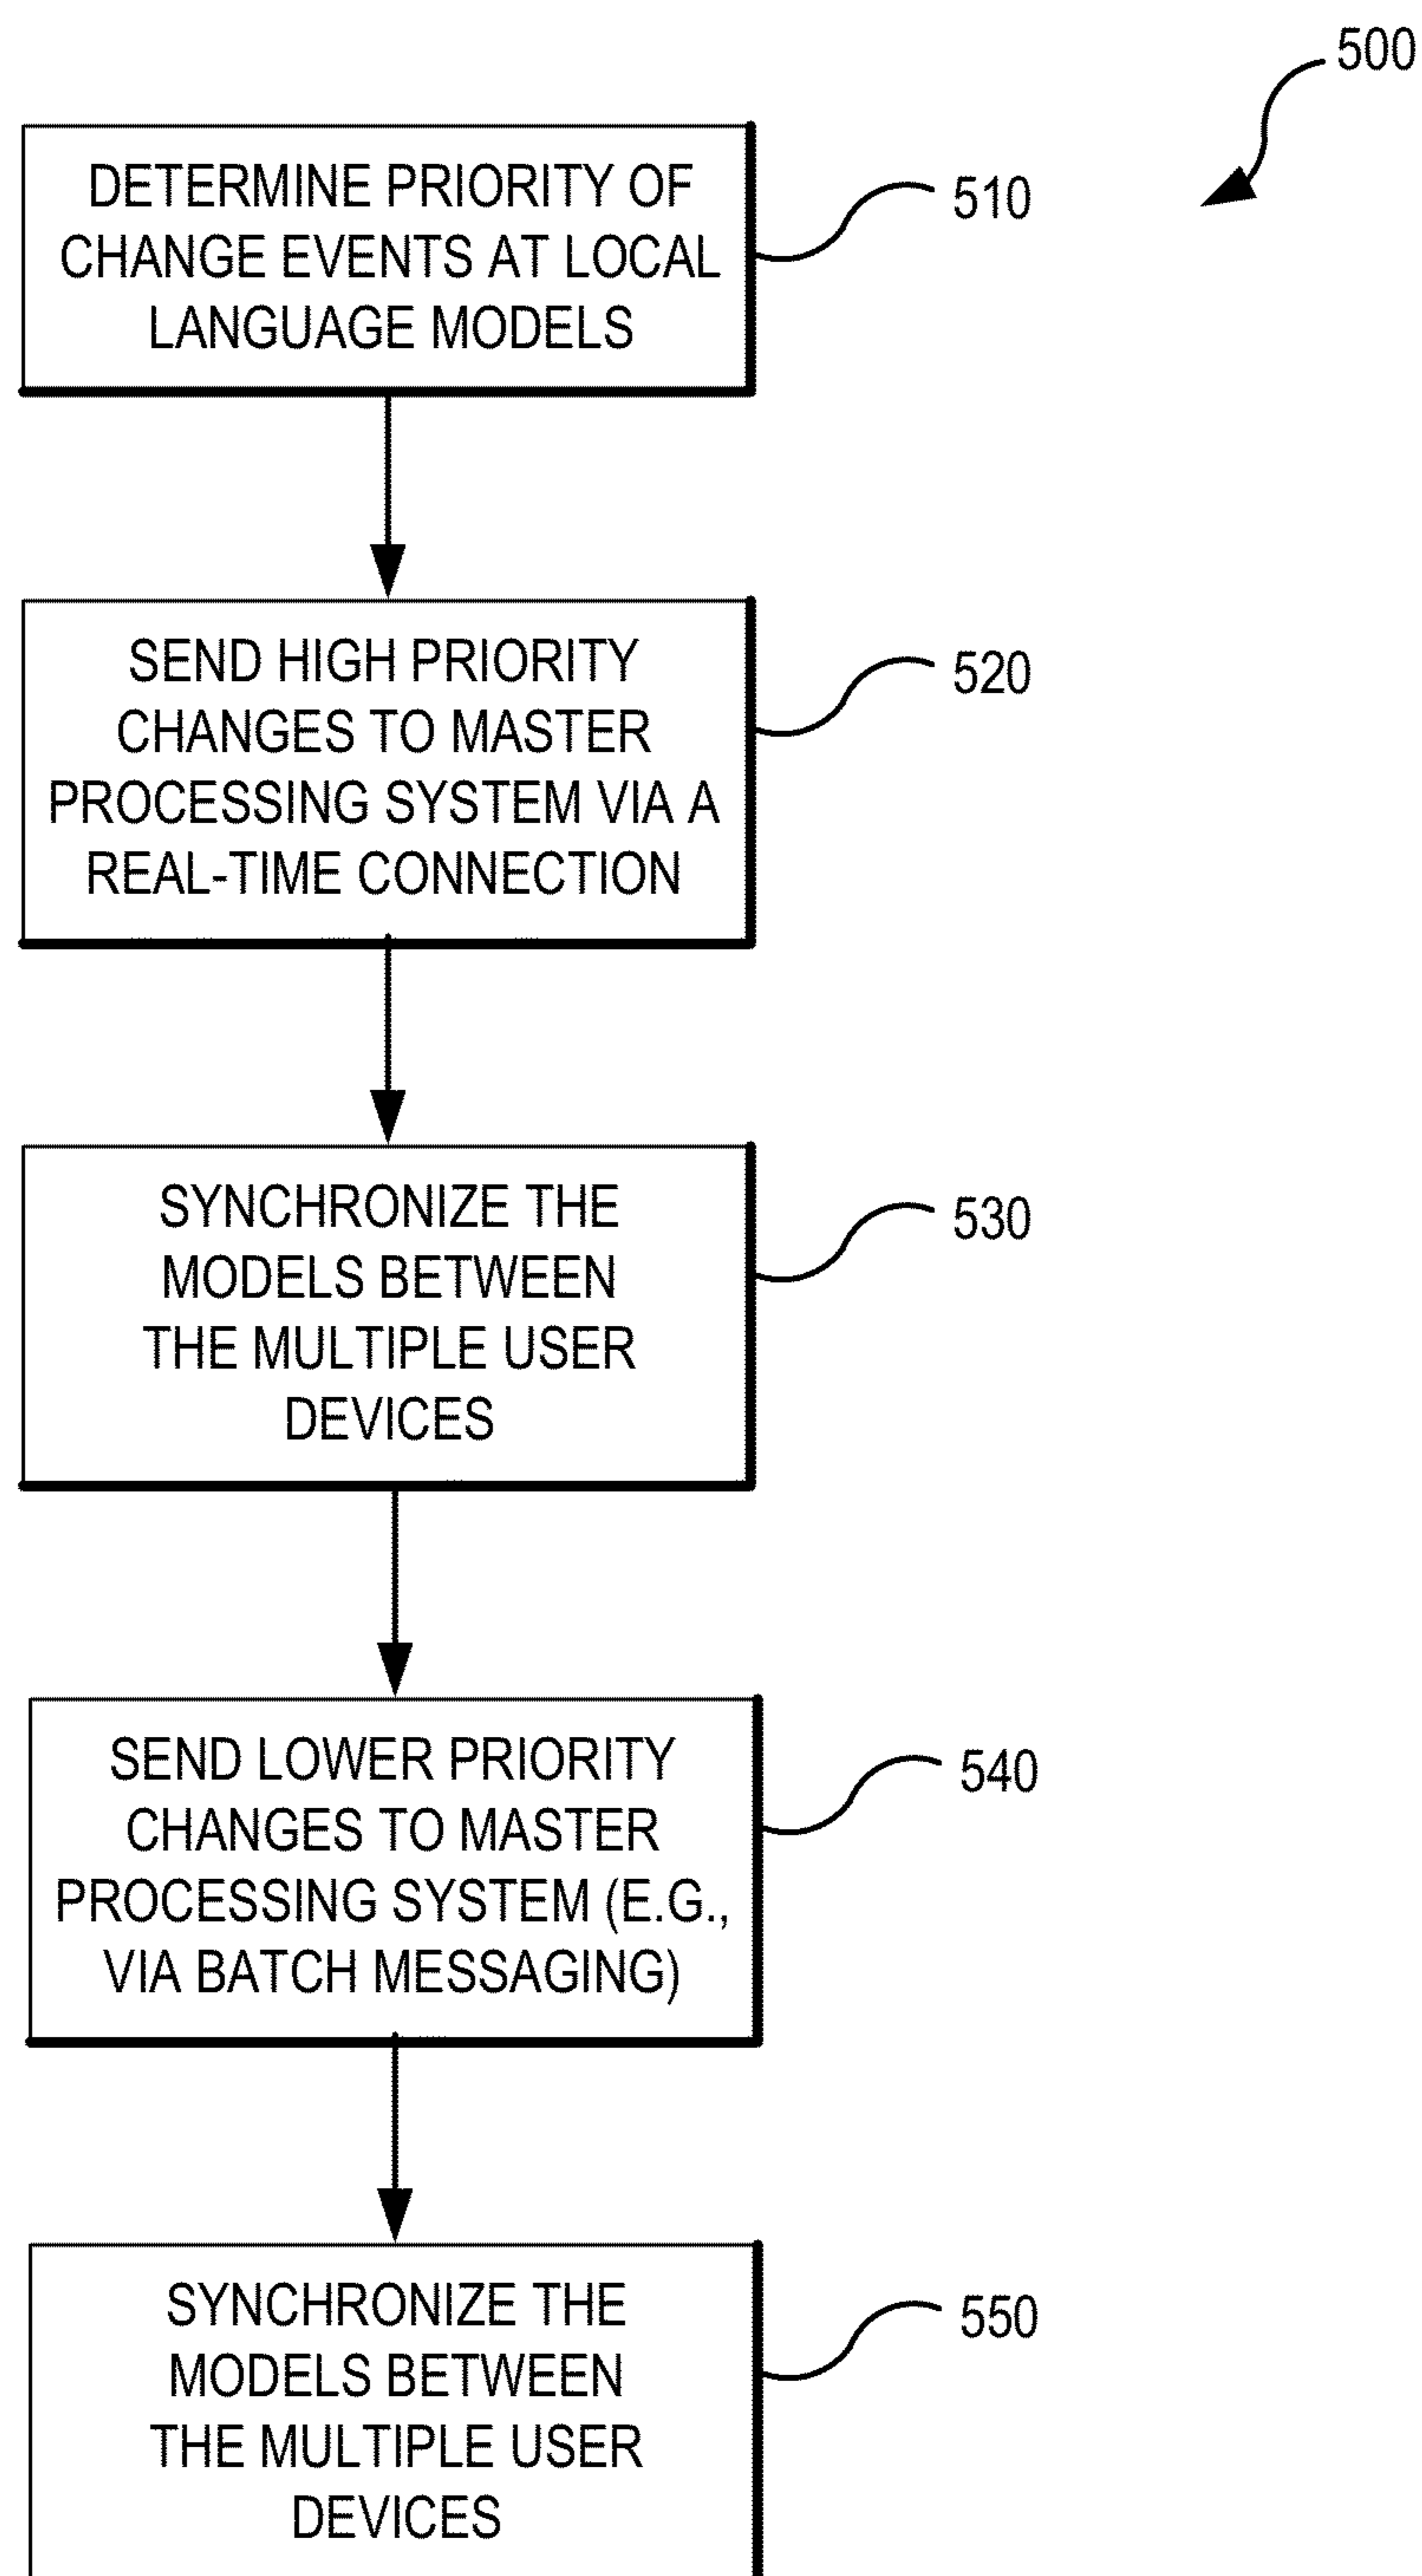 500
DETERMINE PRIORITY OF
CHANGE EVENTS AT LOCAL
LANGUAGE MODELS
510
SEND HIGH PRIORITY
CHANGES TO MASTER
PROCESSING SYSTEM VIA A
REAL-TIME CONNECTION
520
SYNCHRONIZE THE
MODELS BETWEEN
THE MULTIPLE USER
DEVICES
530
SEND LOWER PRIORITY
CHANGES TO MASTER
PROCESSING SYSTEM (E.G.,
VIA BATCH MESSAGING)
540
SYNCHRONIZE THE
MODELS BETWEEN
THE MULTIPLE USER
DEVICES
550